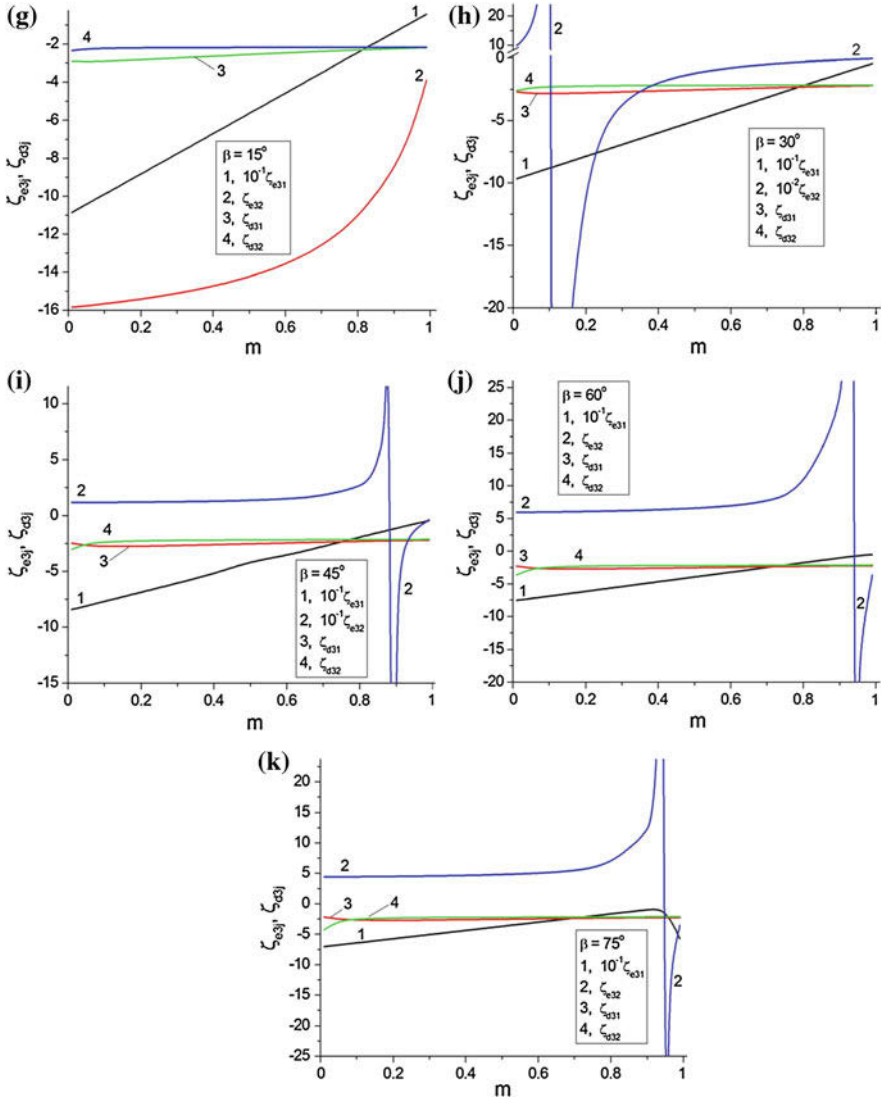 (g)
ζe3j, ζd3j
-2
-4
-6
-8
-10
-12
-14
-16
0.2
0.4
0.6
0.8
1
m
4
3
1
2
β = 15°
1, 10⁻¹ζe31
2, ζe32
3, ζd31
4, ζd32
(h)
ζe3j, ζd3j
20
10
0
-5
-10
-15
-20
0
0.2
0.4
0.6
0.8
1
m
2
2
4
3
1
β = 30°
1, 10⁻¹ζe31
2, 10⁻²ζe32
3, ζd31
4, ζd32
(i)
ζe3j, ζd3j
10
5
0
-5
-10
-15
0
0.2
0.4
0.6
0.8
1
m
2
4
3
1
2
β = 45°
1, 10⁻¹ζe31
2, 10⁻¹ζe32
3, ζd31
4, ζd32
(j)
ζe3j, ζd3j
25
20
15
10
5
0
-5
-10
-15
-20
0
0.2
0.4
0.6
0.8
1
m
β = 60°
1, 10⁻¹ζe31
2, ζe32
3, ζd31
4, ζd32
2
3
4
1
2
(k)
ζe3j, ζd3j
20
15
10
5
0
-5
-10
-15
-20
-25
0
0.2
0.4
0.6
0.8
1
m
2
3
4
1
2
β = 75°
1, 10⁻¹ζe31
2, ζe32
3, ζd31
4, ζd32